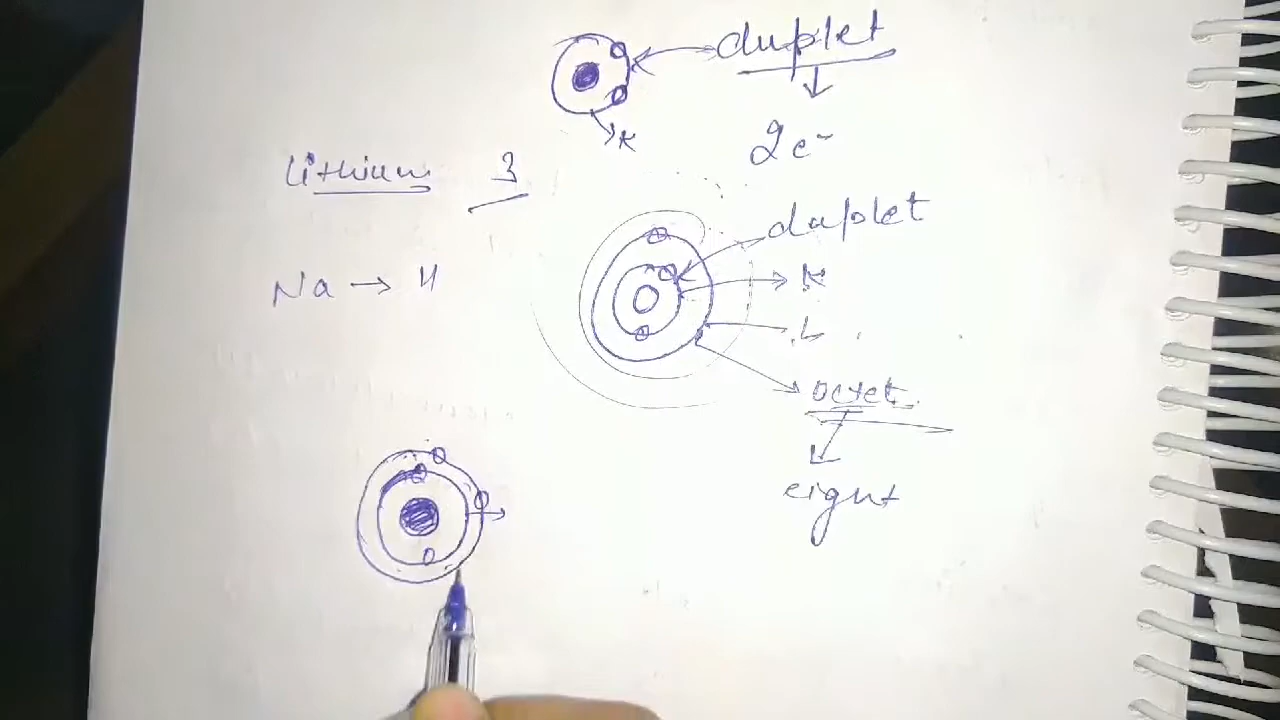 duplet
K
2e-
Lithium 3
duplet
Na → 11
K
L
octet
eight